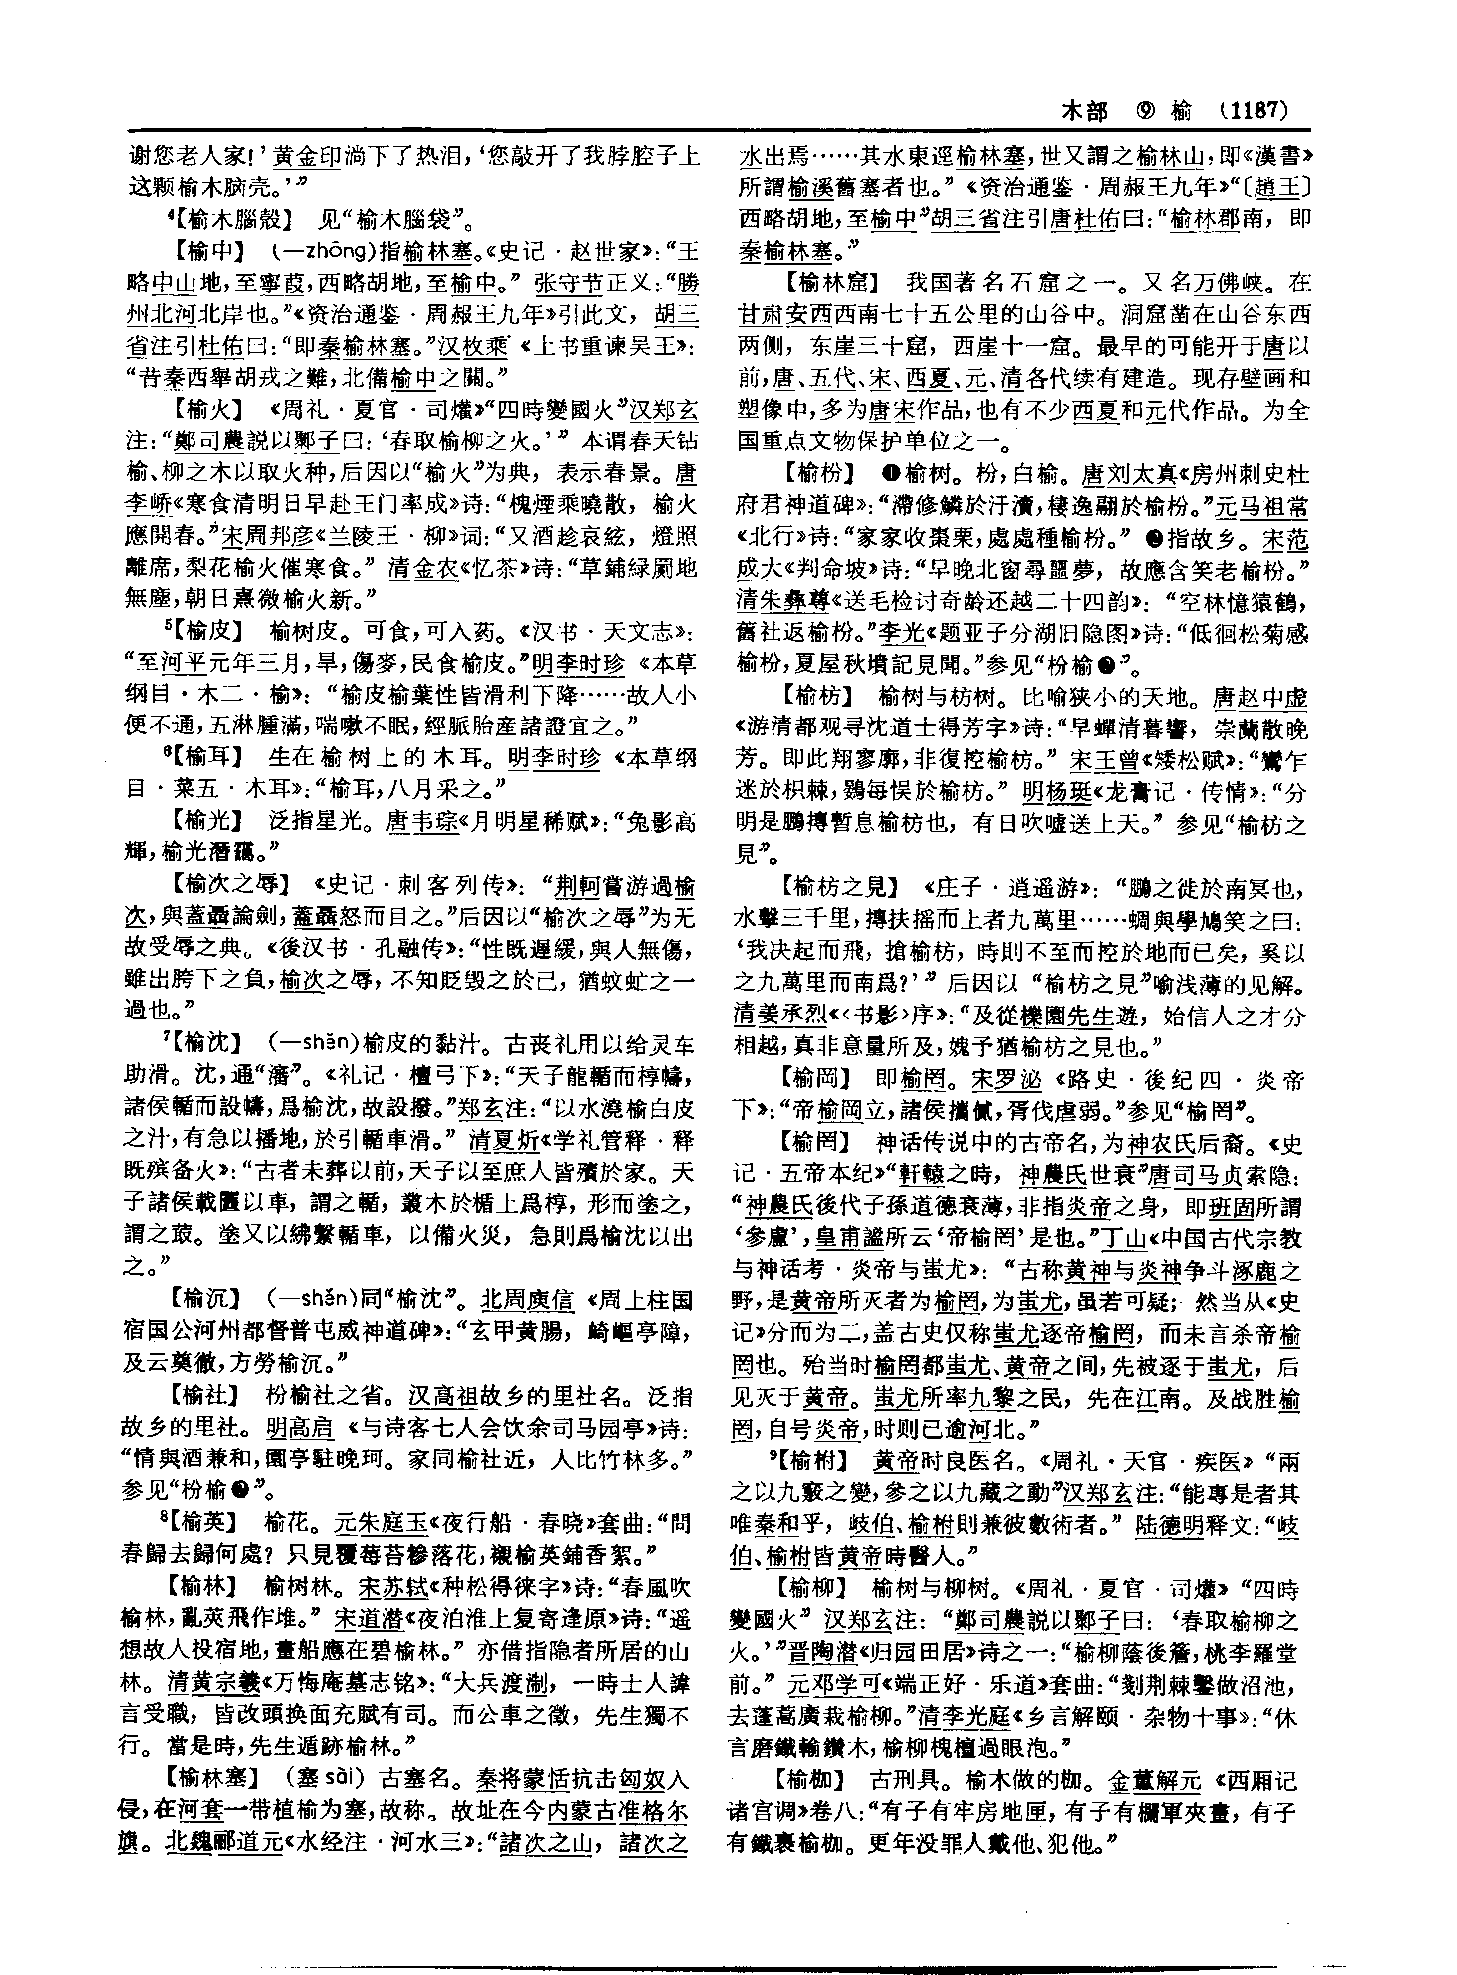 木部　⑨　榆　(1187)
谢您老人家!’黄金印淌下了热泪,‘您敲开了我脖腔子上
这颗榆木脑壳。’”
4【榆木腦殼】　见“榆木腦袋”。
【榆中】　(—zhōng)指榆林塞。《史记·赵世家》:“王
略中山地,至寧葭,西略胡地,至榆中。”张守节正义:“勝
州北河北岸也。”《资治通鉴·周赧王九年》引此文,胡三
省注引杜佑曰:“即秦榆林塞。”汉枚乘《上书重谏吴王》:
“昔秦西舉胡戎之難,北備榆中之關。”
【榆火】　《周礼·夏官·司爟》“四時變國火”汉郑玄
注:“鄭司農説以鄹子曰:‘春取榆柳之火。’”本谓春天钻
榆、柳之木以取火种,后因以“榆火”为典,表示春景。唐
李峤《寒食清明日早赴王门率成》诗:“槐煙乘曉散,榆火
應開春。”宋周邦彦《兰陵王·柳》词:“又酒趁哀絃,燈照
離席,梨花榆火催寒食。”清金农《忆茶》诗:“草鋪緑罽地
無塵,朝日熹微榆火新。”
5【榆皮】　榆树皮。可食,可入药。《汉书·天文志》:
“至河平元年三月,旱,傷麥,民食榆皮。”明李时珍《本草
纲目·木二·榆》:“榆皮榆葉性皆滑利下降……故人小
便不通,五淋腫滿,喘嗽不眠,經脈胎産諸證宜之。”
6【榆耳】　生在榆树上的木耳。明李时珍《本草纲
目·菜五·木耳》:“榆耳,八月采之。”
【榆光】　泛指星光。唐韦琮《月明星稀赋》:“兔影高
輝,榆光潛靄。”
【榆次之辱】　《史记·刺客列传》:“荆軻嘗游過榆
次,與蓋聶論劍,蓋聶怒而目之。”后因以“榆次之辱”为无
故受辱之典。《後汉书·孔融传》:“性既遲緩,與人無傷,
雖出胯下之負,榆次之辱,不知貶毁之於己,猶蚊虻之一
過也。”
7【榆沈】　(—shěn)榆皮的黏汁。古丧礼用以给灵车
助滑。沈,通“瀋”。《礼记·檀弓下》:“天子龍輴而椁幬,
諸侯輴而設幬,爲榆沈,故設撥。”郑玄注:“以水澆榆白皮
之汁,有急以播地,於引輴車滑。”清夏炘《学礼管释·释
既殡备火》:“古者未葬以前,天子以至庶人皆殯於家。天
子諸侯載匶以車,謂之輴,叢木於楯上爲椁,形而塗之,
謂之菆。塗又以紼繫輴車,以備火災,急則爲榆沈以出
之。”
【榆沉】　(—shěn)同“榆沈”。北周庾信《周上柱国
宿国公河州都督普屯威神道碑》:“玄甲黄腸,崎嶇亭障,
及云奠徹,方勞榆沉。”
【榆社】　枌榆社之省。汉高祖故乡的里社名。泛指
故乡的里社。明高启《与诗客七人会饮余司马园亭》诗:
“情與酒兼和,園亭駐晚珂。家同榆社近,人比竹林多。”
参见“枌榆❷”。
8【榆英】　榆花。元朱庭玉《夜行船·春晓》套曲:“問
春歸去歸何處?只見覆莓苔糝落花,襯榆英鋪香絮。”
【榆林】　榆树林。宋苏轼《种松得徕字》诗:“春風吹
榆林,亂莢飛作堆。”宋道潜《夜泊淮上复寄逢原》诗:“遥
想故人投宿地,畫船應在碧榆林。”亦借指隐者所居的山
林。清黄宗羲《万悔庵墓志铭》:“大兵渡淛,一時士人諱
言受職,皆改頭换面充賦有司。而公車之徵,先生獨不
行。當是時,先生遁跡榆林。”
【榆林塞】　(塞 sài)　古塞名。秦将蒙恬抗击匈奴入
侵,在河套一带植榆为塞,故称。故址在今内蒙古准格尔
旗。北魏郦道元《水经注·河水三》:“諸次之山,諸次之
水出焉……其水東逕榆林塞,世又謂之榆林山,即《漢書》
所謂榆溪舊塞者也。”《资治通鉴·周赧王九年》“〔趙王〕
西略胡地,至榆中”胡三省注引唐杜佑曰:“榆林郡南,即
秦榆林塞。”
【榆林窟】　我国著名石窟之一。又名万佛峡。在
甘肃安西西南七十五公里的山谷中。洞窟凿在山谷东西
两侧,东崖三十窟,西崖十一窟。最早的可能开于唐以
前,唐、五代、宋、西夏、元、清各代续有建造。现存壁画和
塑像中,多为唐宋作品,也有不少西夏和元代作品。为全
国重点文物保护单位之一。
【榆枌】　❶榆树。枌,白榆。唐刘太真《房州刺史杜
府君神道碑》:“滯修鱗於汙瀆,棲逸翮於榆枌。”元马祖常
《北行》诗:“家家收棗栗,處處種榆枌。”❷指故乡。宋范
成大《判命坡》诗:“早晚北窗尋噩夢,故應含笑老榆枌。”
清朱彝尊《送毛检讨奇龄还越二十四韵》:“空林憶猿鶴,
舊社返榆枌。”李光《题亚子分湖旧隐图》诗:“低徊松菊感
榆枌,夏屋秋墳記見聞。”参见“枌榆❷”。
【榆枋】　榆树与枋树。比喻狭小的天地。唐赵中虚
《游清都观寻沈道士得芳字》诗:“早蟬清暮響,崇蘭散晚
芳。即此翔寥廓,非復控榆枋。”宋王曾《矮松赋》:“鸞乍
迷於枳棘,鷃每悮於榆枋。”明杨珽《龙膏记·传情》:“分
明是鵬摶暫息榆枋也,有日吹嘘送上天。”参见“榆枋之
見”。
【榆枋之見】　《庄子·逍遥游》:“鵬之徙於南冥也,
水擊三千里,摶扶摇而上者九萬里……蜩與學鳩笑之曰:
‘我决起而飛,搶榆枋,時則不至而控於地而已矣,奚以
之九萬里而南爲?’”后因以“榆枋之見”喻浅薄的见解。
清姜承烈《〈书影〉序》:“及從櫟園先生遊,始信人之才分
相越,真非意量所及,媿予猶榆枋之見也。”
【榆岡】　即榆罔。宋罗泌《路史·後纪四·炎帝
下》:“帝榆岡立,諸侯攜貳,胥伐虐弱。”参见“榆罔”。
【榆罔】　神话传说中的古帝名,为神农氏后裔。《史
记·五帝本纪》“軒轅之時,神農氏世衰”唐司马贞索隐:
“神農氏後代子孫道德衰薄,非指炎帝之身,即班固所謂
‘參盧’,皇甫謐所云‘帝榆罔’是也。”丁山《中国古代宗教
与神话考·炎帝与蚩尤》:“古称黄神与炎神争斗涿鹿之
野,是黄帝所灭者为榆罔,为蚩尤,虽若可疑;然当从《史
记》分而为二,盖古史仅称蚩尤逐帝榆罔,而未言杀帝榆
罔也。殆当时榆罔都蚩尤、黄帝之间,先被逐于蚩尤,后
见灭于黄帝。蚩尤所率九黎之民,先在江南。及战胜榆
罔,自号炎帝,时则已逾河北。”
9【榆柎】　黄帝时良医名。《周礼·天官·疾医》“兩
之以九竅之變,參之以九藏之動”汉郑玄注:“能專是者其
唯秦和乎,岐伯、榆柎則兼彼數術者。”陆德明释文:“岐
伯、榆柎皆黄帝時醫人。”
【榆柳】　榆树与柳树。《周礼·夏官·司爟》“四時
變國火”汉郑玄注:“鄭司農説以鄹子曰:‘春取榆柳之
火。’”晋陶潜《归园田居》诗之一:“榆柳蔭後簷,桃李羅堂
前。”元邓学可《端正好·乐道》套曲:“剗荆棘鑿做沼池,
去蓬蒿廣栽榆柳。”清李光庭《乡言解颐·杂物十事》:“休
言磨鐵輸鑽木,榆柳槐檀過眼泡。”
【榆枷】　古刑具。榆木做的枷。金董解元《西厢记
诸宫调》卷八:“有子有牢房地匣,有子有欄軍夾畫,有子
有鐵裹榆枷。更年没罪人戴他、犯他。”